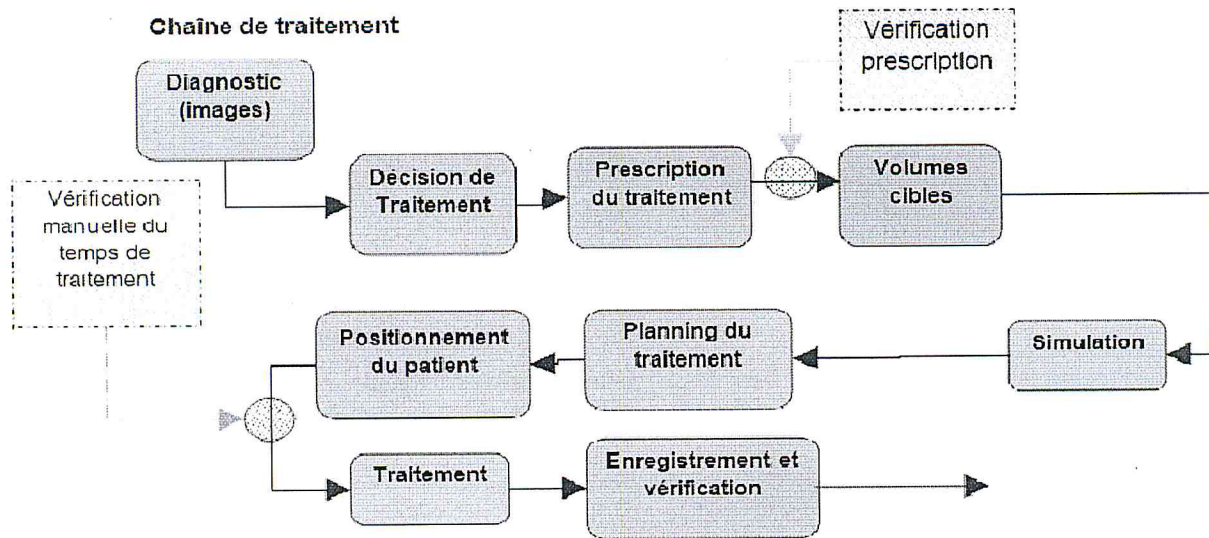 Chaîne de traitement
Vérification
prescription
Diagnostic
(images)
Décision de
Traitement
Prescription
du traitement
Volumes
cibles
Vérification
manuelle du
temps de
traitement
Positionnement
du patient
Planning du
traitement
Simulation
Traitement
Enregistrement et
vérification